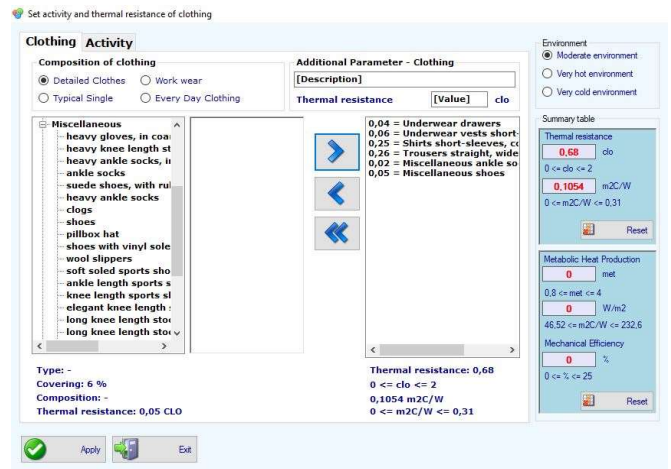 Set activity and thermal resistance of clothing
Clothing Activity
Composition of clothing
Detailed Clothes Work wear
Typical Single Every Day Clothing
Additional Parameter - Clothing
[Description]
Thermal resistance [Value] clo
Miscellaneous
heavy gloves, in coa
heavy knee length st
heavy ankle socks, i
ankle socks
suede shoes, with ru
heavy ankle socks
clogs
shoes
pillbox hat
shoes with vinyl sole
wool slippers
soft soled sports sho
ankle length sports s
knee length sports s
elegant knee length
long knee length sto
long knee length sto
0,04 = Underwear drawers
0,06 = Underwear vests short-
0,25 = Shirts short-sleeves, c
0,26 = Trousers straight, wide
0,02 = Miscellaneous ankle so
0,05 = Miscellaneous shoes
Type: -
Covering: 6 %
Composition: -
Thermal resistance: 0,05 CLO
Thermal resistance: 0,68
0 <= clo <= 2
0,1054 m2C/W
0 <= m2C/W <= 0,31
Apply Exit
Environment
Moderate environment
Very hot environment
Very cold environment
Summary table
Thermal resistance
0,68 clo
0 <= clo <= 2
0,1054 m2C/W
0 <= m2C/W <= 0,31
Reset
Metabolic Heat Production
0 met
0,8 <= met <= 4
0 W/m2
46,52 <= m2C/W <= 232,6
Mechanical Efficiency
0 %
0 <= % <= 25
Reset